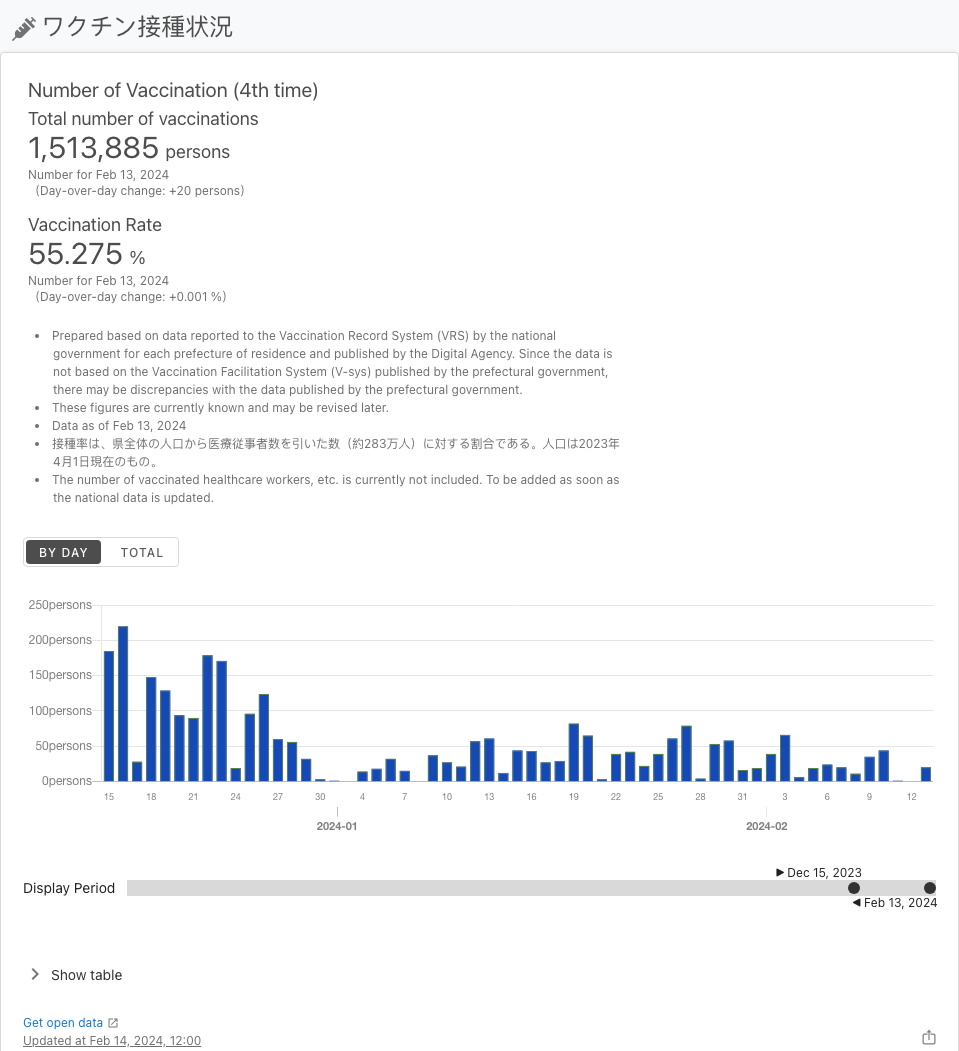 ワクチン接種状況
Number of Vaccination (4th time)
Total number of vaccinations
1,513,885 persons
Number for Feb 13, 2024
（Day-over-day change: +20 persons）
Vaccination Rate
55.275 %
Number for Feb 13, 2024
（Day-over-day change: +0.001 %）
• Prepared based on data reported to the Vaccination Record System (VRS) by the national
government for each prefecture of residence and published by the Digital Agency. Since the data is
not based on the Vaccination Facilitation System (V-sys) published by the prefectural government,
there may be discrepancies with the data published by the prefectural government.
• These figures are currently known and may be revised later.
• Data as of Feb 13, 2024
• 接種率は、県全体の人口から医療従事者数を引いた数（約283万人）に対する割合である。人口は2023年
4月1日現在のもの。
• The number of vaccinated healthcare workers, etc. is currently not included. To be added as soon as
the national data is updated.
BY DAY TOTAL
250persons
200persons
150persons
100persons
50persons
0persons
15 18 21 24 27 30 4 7 10 13 16 19 22 25 28 31 3 6 9 12
2024-01 2024-02
Dec 15, 2023
Display Period
Feb 13, 2024
Show table
Get open data
Updated at Feb 14, 2024, 12:00